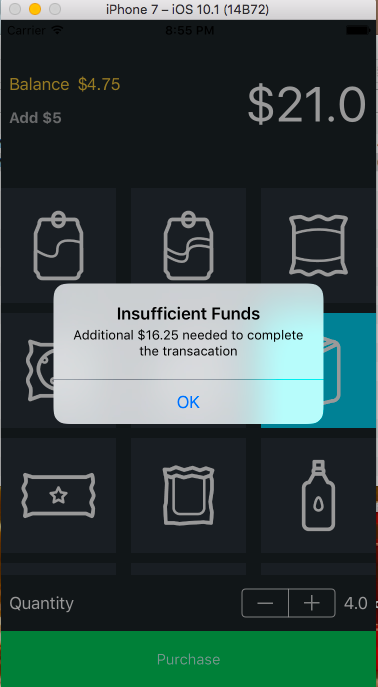 iPhone 7 – iOS 10.1 (14B72)
Carrier 8:55 PM
Balance $4.75
$21.0
Add $5
Insufficient Funds
Additional $16.25 needed to complete
the transacation
OK
Quantity 4.0
Purchase